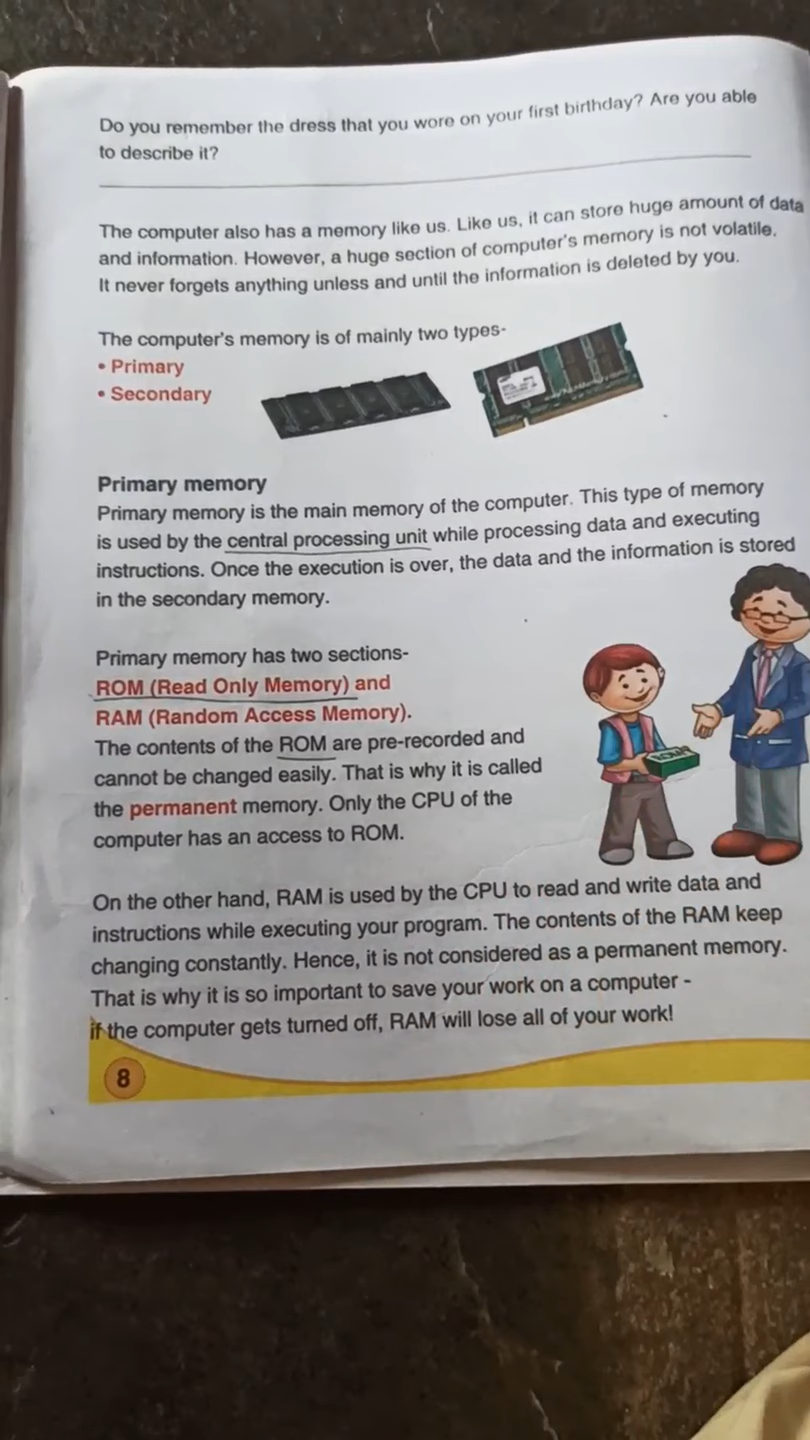 Do you remember the dress that you wore on your first birthday? Are you able
to describe it?
The computer also has a memory like us. Like us, it can store huge amount of data
and information. However, a huge section of computer's memory is not volatile.
It never forgets anything unless and until the information is deleted by you.
The computer's memory is of mainly two types-
• Primary
• Secondary
Primary memory
Primary memory is the main memory of the computer. This type of memory
is used by the central processing unit while processing data and executing
instructions. Once the execution is over, the data and the information is stored
in the secondary memory.
Primary memory has two sections-
ROM (Read Only Memory) and
RAM (Random Access Memory).
The contents of the ROM are pre-recorded and
cannot be changed easily. That is why it is called
the permanent memory. Only the CPU of the
computer has an access to ROM.
On the other hand, RAM is used by the CPU to read and write data and
instructions while executing your program. The contents of the RAM keep
changing constantly. Hence, it is not considered as a permanent memory.
That is why it is so important to save your work on a computer -
if the computer gets turned off, RAM will lose all of your work!
8